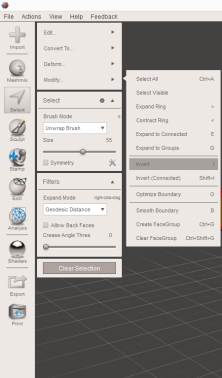 File Actions View Help Feedback
Import
Meshmix
Select
Sculpt
Stamp
Edit
Analysis
Shaders
Export
Print
Edit...
Convert To...
Deform...
Modify...
Select
Brush Mode s
Unwrap Brush
Size 55
Symmetry
Filters
Expand Mode right-click-drag
Geodesic Distance
Allow Back Faces
Crease Angle Thres 0
Clear Selection
Select All Ctrl+A
Select Visible
Expand Ring >
Contract Ring <
Expand to Connected E
Expand to Groups G
Invert I
Invert (Connected) Shift+I
Optimize Boundary O
Smooth Boundary B
Create FaceGroup Ctrl+G
Clear FaceGroup Ctrl+Shift+G